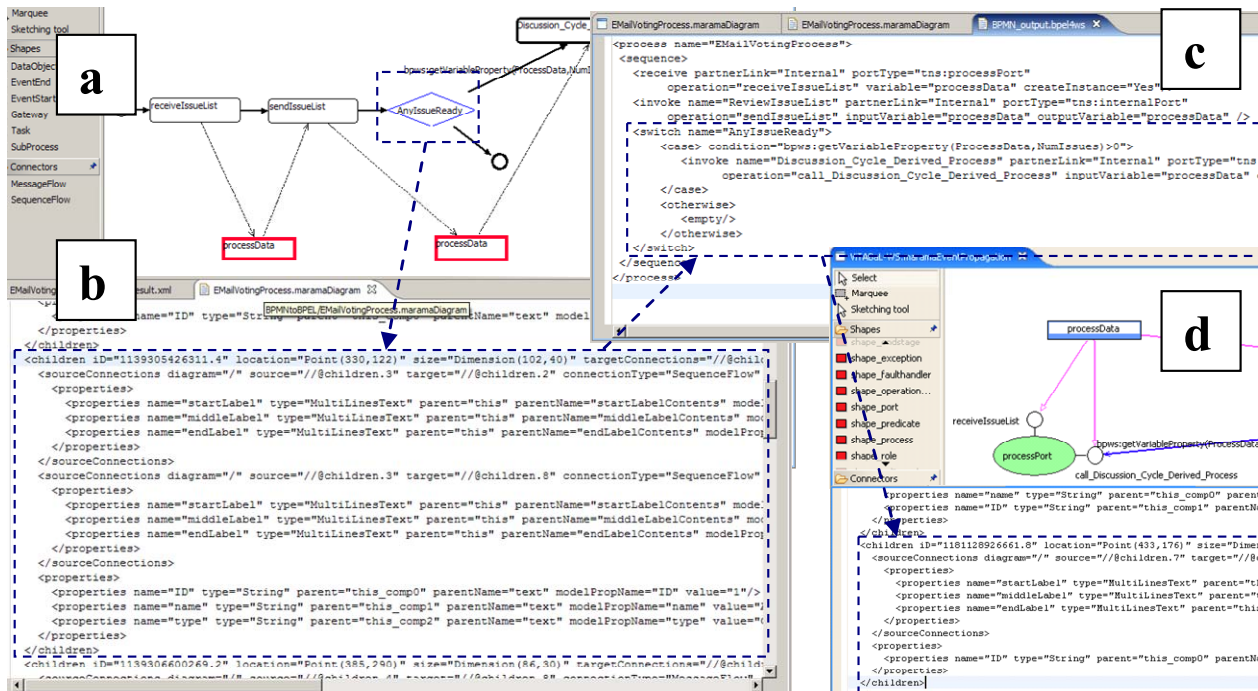 Marquee
Sketching tool
Shapes
DataObjec
EventEnd
EventStart
Gateway
Task
SubProcess
Connectors
MessageFlow
SequenceFlow
a
receiveIssueList
sendIssueList
AnyIssueReady
Discussion_Cycle_
bpws:getVariableProperty(ProcessData,NumI
processData
processData
b
EMailVoting
esult.xml
EMailVotingProcess.maramaDiagram
BPMNtoBPEL/EMailVotingProcess.maramaDiagram
</properties>
</children>
<children iD="1139305426311.4" location="Point(330,122)" size="Dimension(102,40)" targetConnections="//@child
<sourceConnections diagram="/" source="//@children.3" target="//@children.2" connectionType="SequenceFlow"
<properties>
<properties name="startLabel" type="MultiLinesText" parent="this" parentName="startLabelContents" model
<properties name="middleLabel" type="MultiLinesText" parent="this" parentName="middleLabelContents" mod
<properties name="endLabel" type="MultiLinesText" parent="this" parentName="endLabelContents" modelProp
</properties>
</sourceConnections>
<sourceConnections diagram="/" source="//@children.3" target="//@children.8" connectionType="SequenceFlow"
<properties>
<properties name="startLabel" type="MultiLinesText" parent="this" parentName="startLabelContents" model
<properties name="middleLabel" type="MultiLinesText" parent="this" parentName="middleLabelContents" mod
<properties name="endLabel" type="MultiLinesText" parent="this" parentName="endLabelContents" modelProp
</properties>
</sourceConnections>
<properties>
<properties name="ID" type="String" parent="this_comp0" parentName="text" modelPropName="ID" value="1"/>
<properties name="name" type="String" parent="this_comp1" parentName="text" modelPropName="name" value=
<properties name="type" type="String" parent="this_comp2" parentName="text" modelPropName="type" value=
</properties>
</children>
<children iD="1139306600269.2" location="Point(385,290)" size="Dimension(86,30)" targetConnections="//@child
c
EMailVotingProcess.maramaDiagram
EMailVotingProcess.maramaDiagram
BPMN_output.bpel4ws
<process name="EMailVotingProcess">
<sequence>
<receive partnerLink="Internal" portType="tns:processPort"
operation="receiveIssueList" variable="processData" createInstance="Yes"
<invoke name="ReviewIssueList" partnerLink="Internal" portType="tns:internalPort"
operation="sendIssueList" inputVariable="processData" outputVariable="processData" />
<switch name="AnyIssueReady">
<case> condition="bpws:getVariableProperty(ProcessData,NumIssues)>0">
<invoke name="Discussion_Cycle_Derived_Process" partnerLink="Internal" portType="tns
operation="call_Discussion_Cycle_Derived_Process" inputVariable="processData"
</case>
<otherwise>
<empty/>
</otherwise>
</switch>
</sequence>
</process>
d
Select
Marquee
Sketching tool
Shapes
shape_exception
shape_faulthandler
shape_operation...
shape_port
shape_predicate
shape_process
shape_role
Connectors
processData
receiveIssueList
processPort
bpws:getVariableProperty(ProcessData
call_Discussion_Cycle_Derived_Process
<properties name="name" type="String" parent="this_comp0" paren
<properties name="ID" type="String" parent="this_comp1" parentNa
</properties>
</children>
<children iD="1181128926661.8" location="Point(433,176)" size="Dimen
<sourceConnections diagram="/" source="//@children.7" target="//@c
<properties>
<properties name="startLabel" type="MultiLinesText" parent="th
<properties name="middleLabel" type="MultiLinesText" parent="
<properties name="endLabel" type="MultiLinesText" parent="this
</properties>
</sourceConnections>
<properties>
<properties name="ID" type="String" parent="this_comp0" parentNa
</properties>
</children>